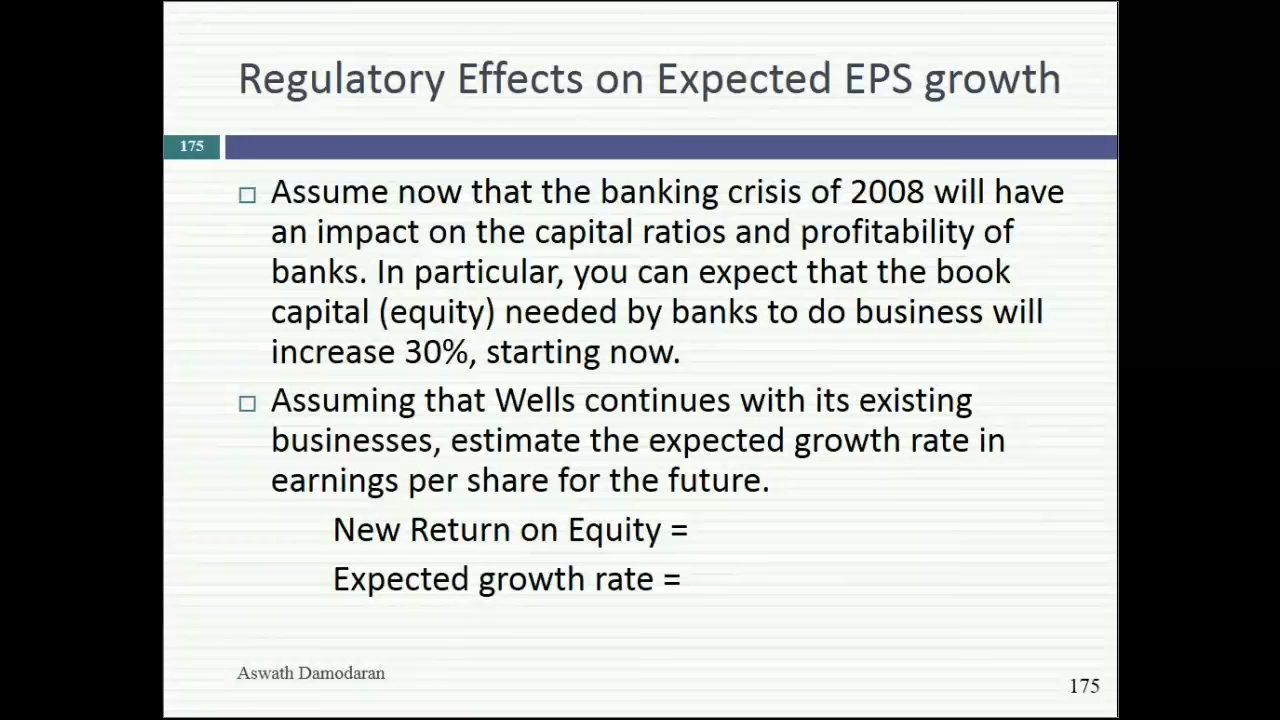 Regulatory Effects on Expected EPS growth
175
□ Assume now that the banking crisis of 2008 will have
an impact on the capital ratios and profitability of
banks. In particular, you can expect that the book
capital (equity) needed by banks to do business will
increase 30%, starting now.
□ Assuming that Wells continues with its existing
businesses, estimate the expected growth rate in
earnings per share for the future.
New Return on Equity =
Expected growth rate =
Aswath Damodaran
175